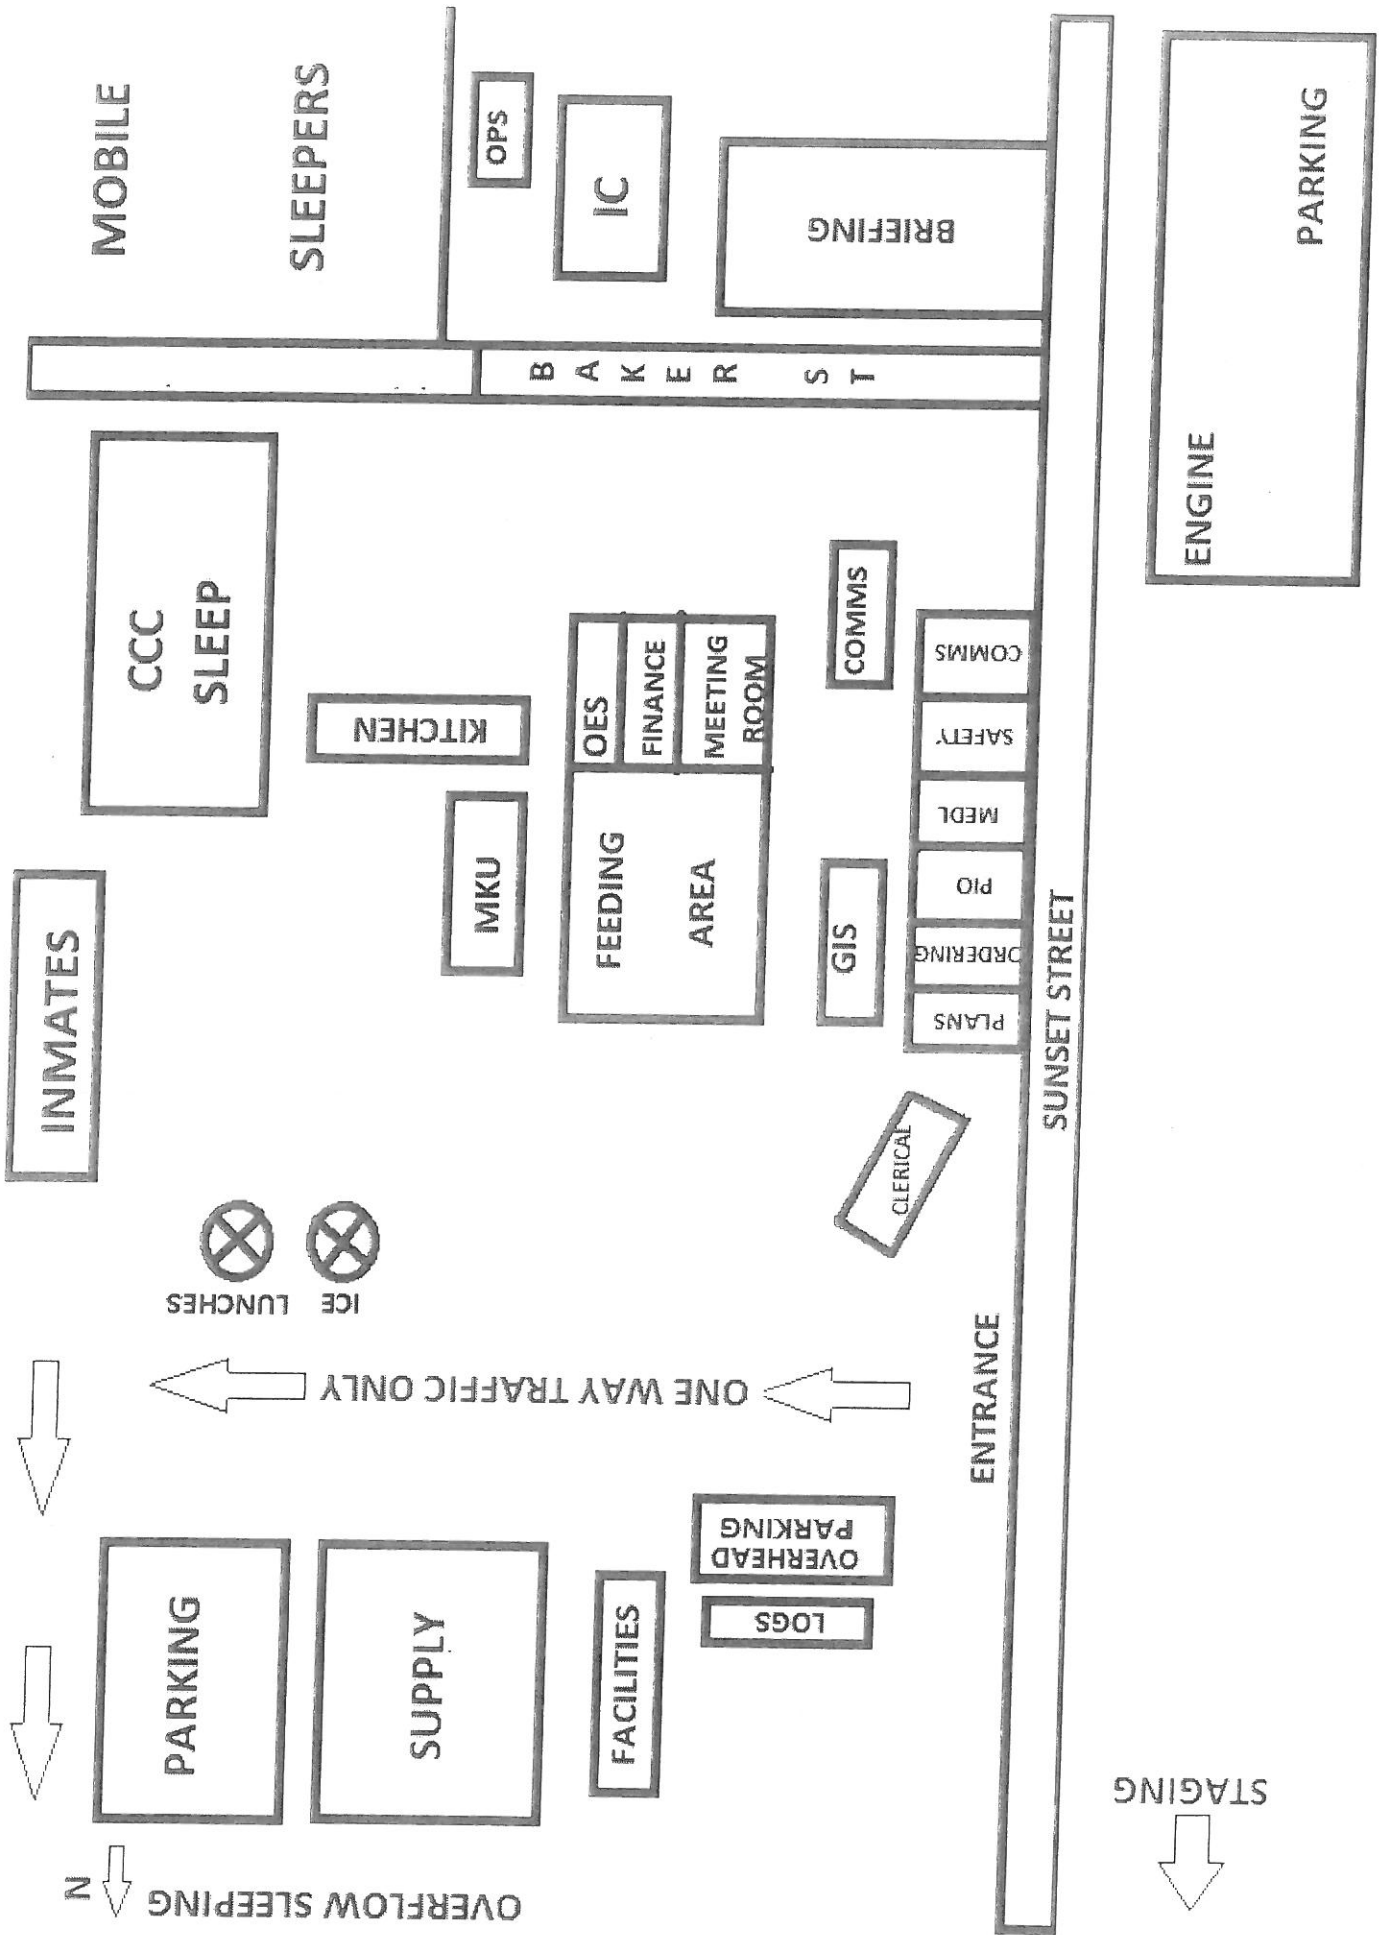 MOBILE
SLEEPERS
OPS
IC
BRIEFING
BAKER ST
ENGINE
PARKING
CCC
SLEEP
KITCHEN
OES
FINANCE
MEETING
ROOM
COMMS
COMMS
SAFETY
MEDL
PIO
ORDERING
PLANS
INMATES
MKU
FEEDING
AREA
GIS
SUNSET STREET
CLERICAL
LUNCHES
ICE
ONE WAY TRAFFIC ONLY
ENTRANCE
PARKING
SUPPLY
FACILITIES
OVERHEAD
PARKING
LOGS
N
OVERFLOW SLEEPING
STAGING